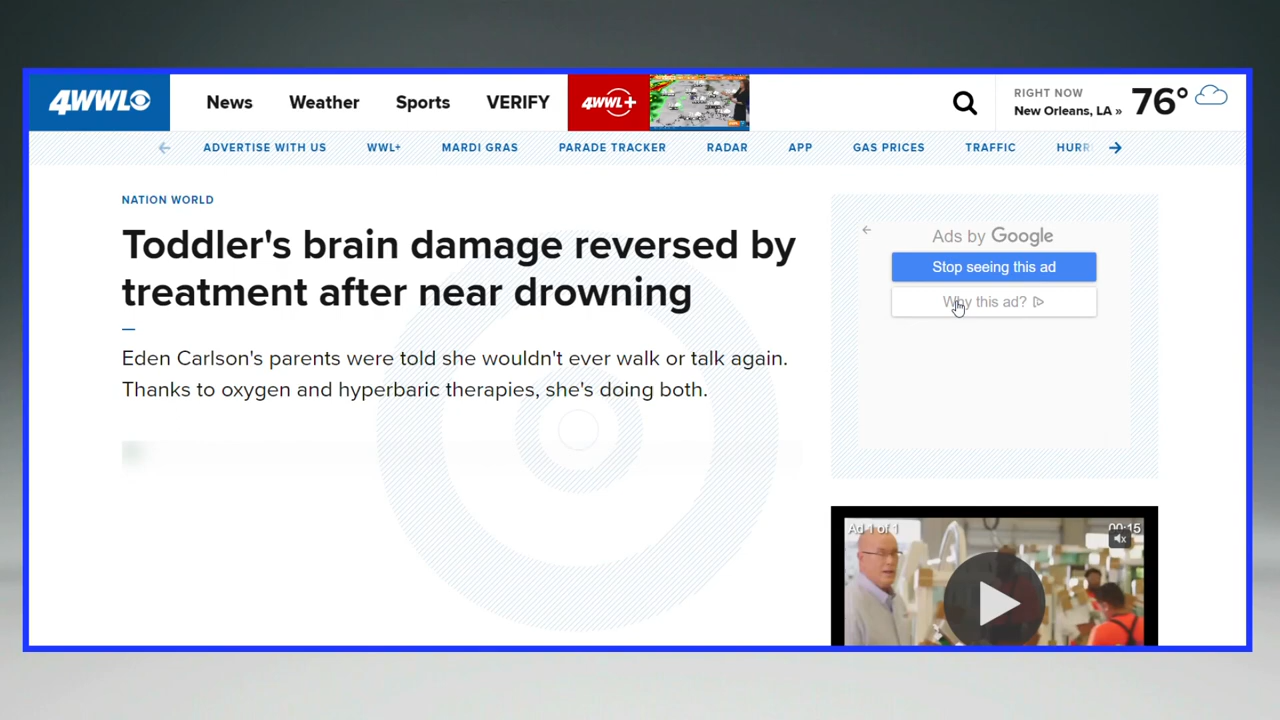 4WWL
News
Weather
Sports
VERIFY
4WWL+
RIGHT NOW
New Orleans, LA »
76°
ADVERTISE WITH US
WWL+
MARDI GRAS
PARADE TRACKER
RADAR
APP
GAS PRICES
TRAFFIC
HURR
NATION WORLD
Toddler's brain damage reversed by
treatment after near drowning
Eden Carlson's parents were told she wouldn't ever walk or talk again.
Thanks to oxygen and hyperbaric therapies, she's doing both.
Ads by Google
Stop seeing this ad
Why this ad?
Ad 1 of 1
00:15